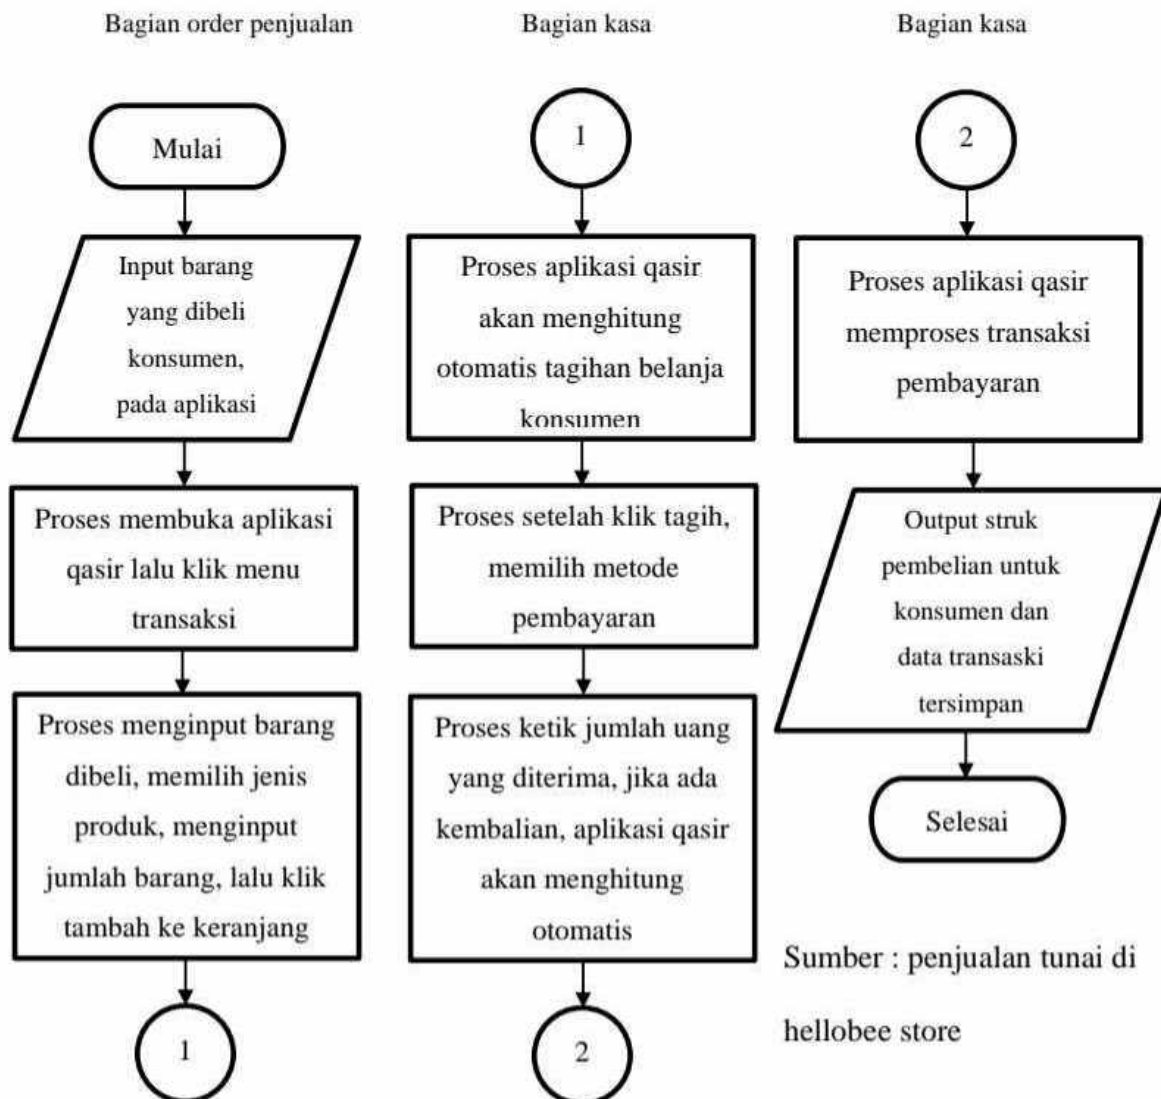 Bagian order penjualan
Mulai
Input barang
yang dibeli
konsumen,
pada aplikasi
Proses membuka aplikasi
qasir lalu klik menu
transaksi
Proses menginput barang
dibeli, memilih jenis
produk, menginput
jumlah barang, lalu klik
tambah ke keranjang
1
Bagian kasa
1
Proses aplikasi qasir
akan menghitung
otomatis tagihan belanja
konsumen
Proses setelah klik tagih,
memilih metode
pembayaran
Proses ketik jumlah uang
yang diterima, jika ada
kembalian, aplikasi qasir
akan menghitung
otomatis
2
Bagian kasa
2
Proses aplikasi qasir
memproses transaksi
pembayaran
Output struk
pembelian untuk
konsumen dan
data transaski
tersimpan
Selesai
Sumber : penjualan tunai di
hellobee store